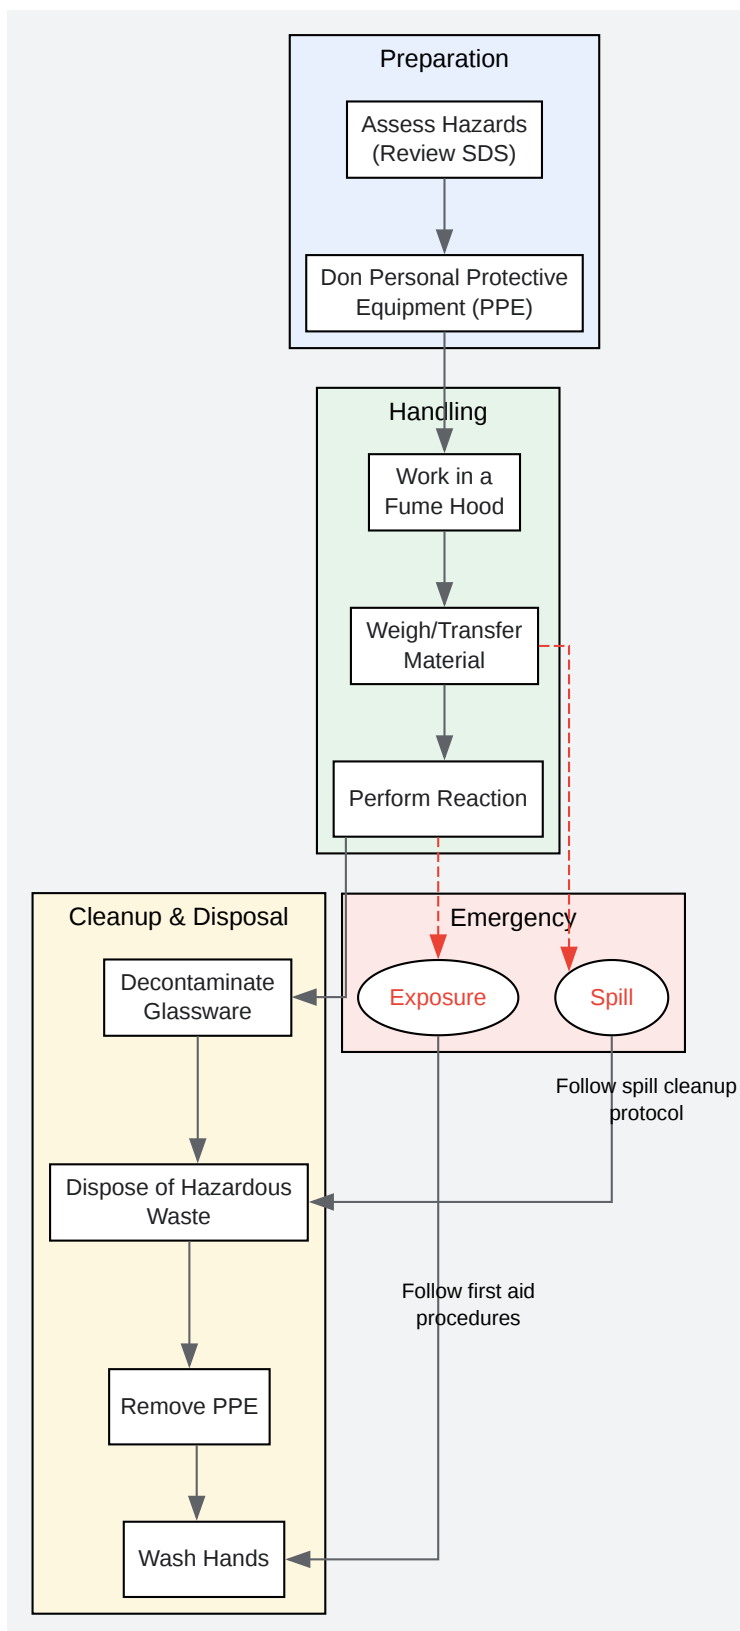 Preparation
Assess Hazards
(Review SDS)
Don Personal Protective
Equipment (PPE)
Handling
Work in a
Fume Hood
Weigh/Transfer
Material
Perform Reaction
Cleanup & Disposal
Emergency
Decontaminate
Glassware
Exposure
Spill
Follow spill cleanup
protocol
Dispose of Hazardous
Waste
Follow first aid
procedures
Remove PPE
Wash Hands